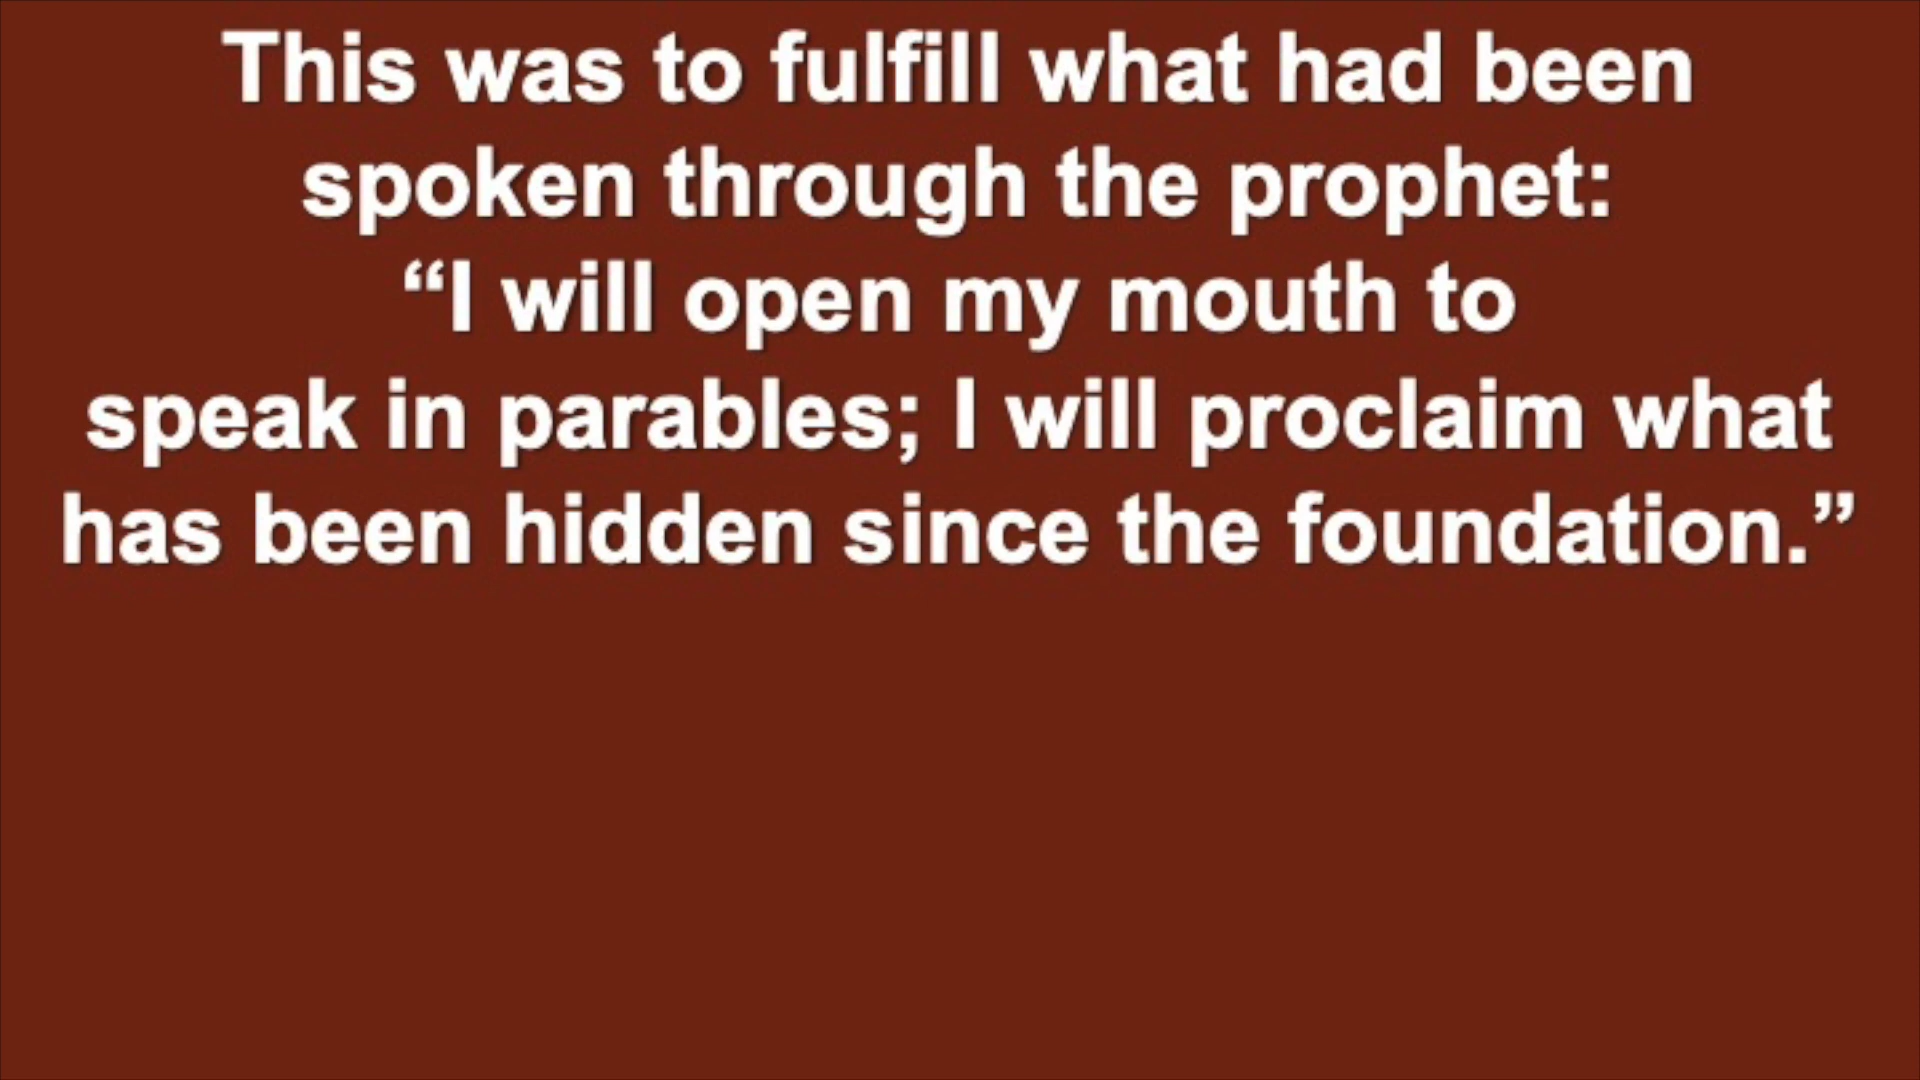 This was to fulfill what had been
spoken through the prophet:
“I will open my mouth to
speak in parables; I will proclaim what
has been hidden since the foundation.”